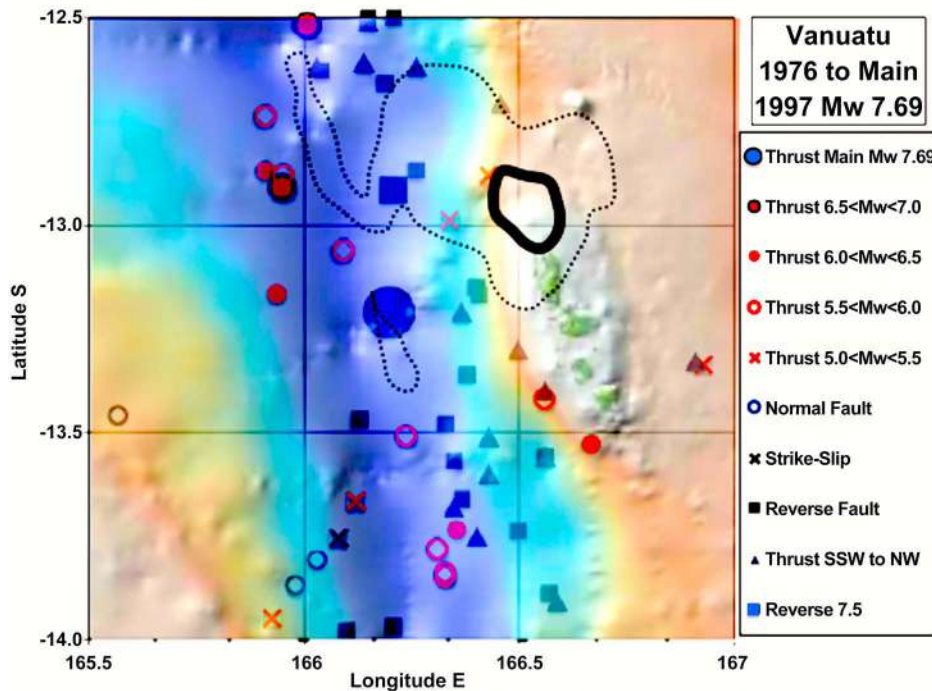 Vanuatu
1976 to Main
1997 Mw 7.69
Thrust Main Mw 7.69
Thrust 6.5<Mw<7.0
Thrust 6.0<Mw<6.5
Thrust 5.5<Mw<6.0
Thrust 5.0<Mw<5.5
Normal Fault
Strike-Slip
Reverse Fault
Thrust SSW to NW
Reverse 7.5
Latitude S
-12.5
-13.0
-13.5
-14.0
165.5
166
166.5
167
Longitude E